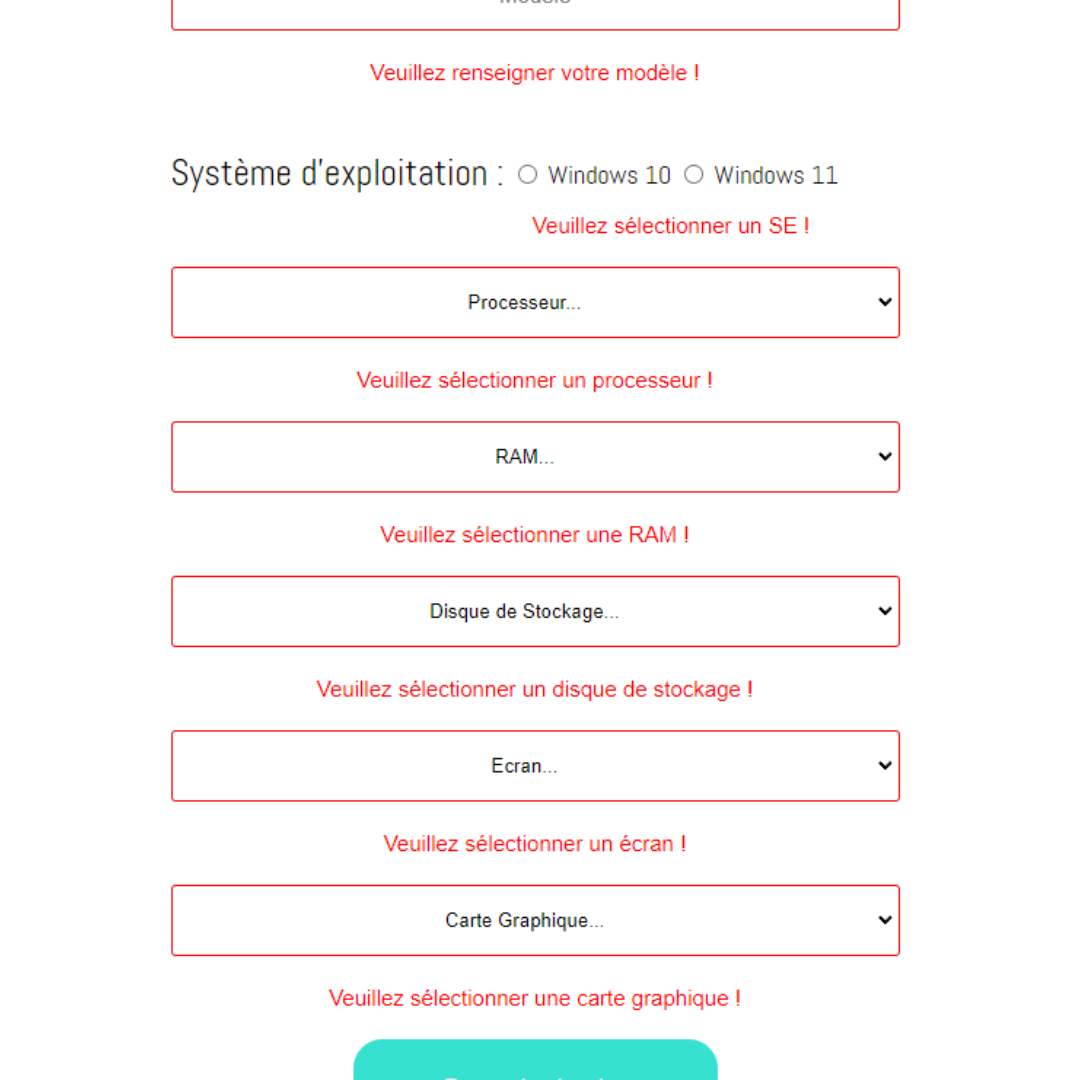 Veuillez renseigner votre modèle !
Système d'exploitation : Windows 10 Windows 11
Veuillez sélectionner un SE !
Processeur...
Veuillez sélectionner un processeur !
RAM...
Veuillez sélectionner une RAM !
Disque de Stockage...
Veuillez sélectionner un disque de stockage !
Ecran...
Veuillez sélectionner un écran !
Carte Graphique...
Veuillez sélectionner une carte graphique !